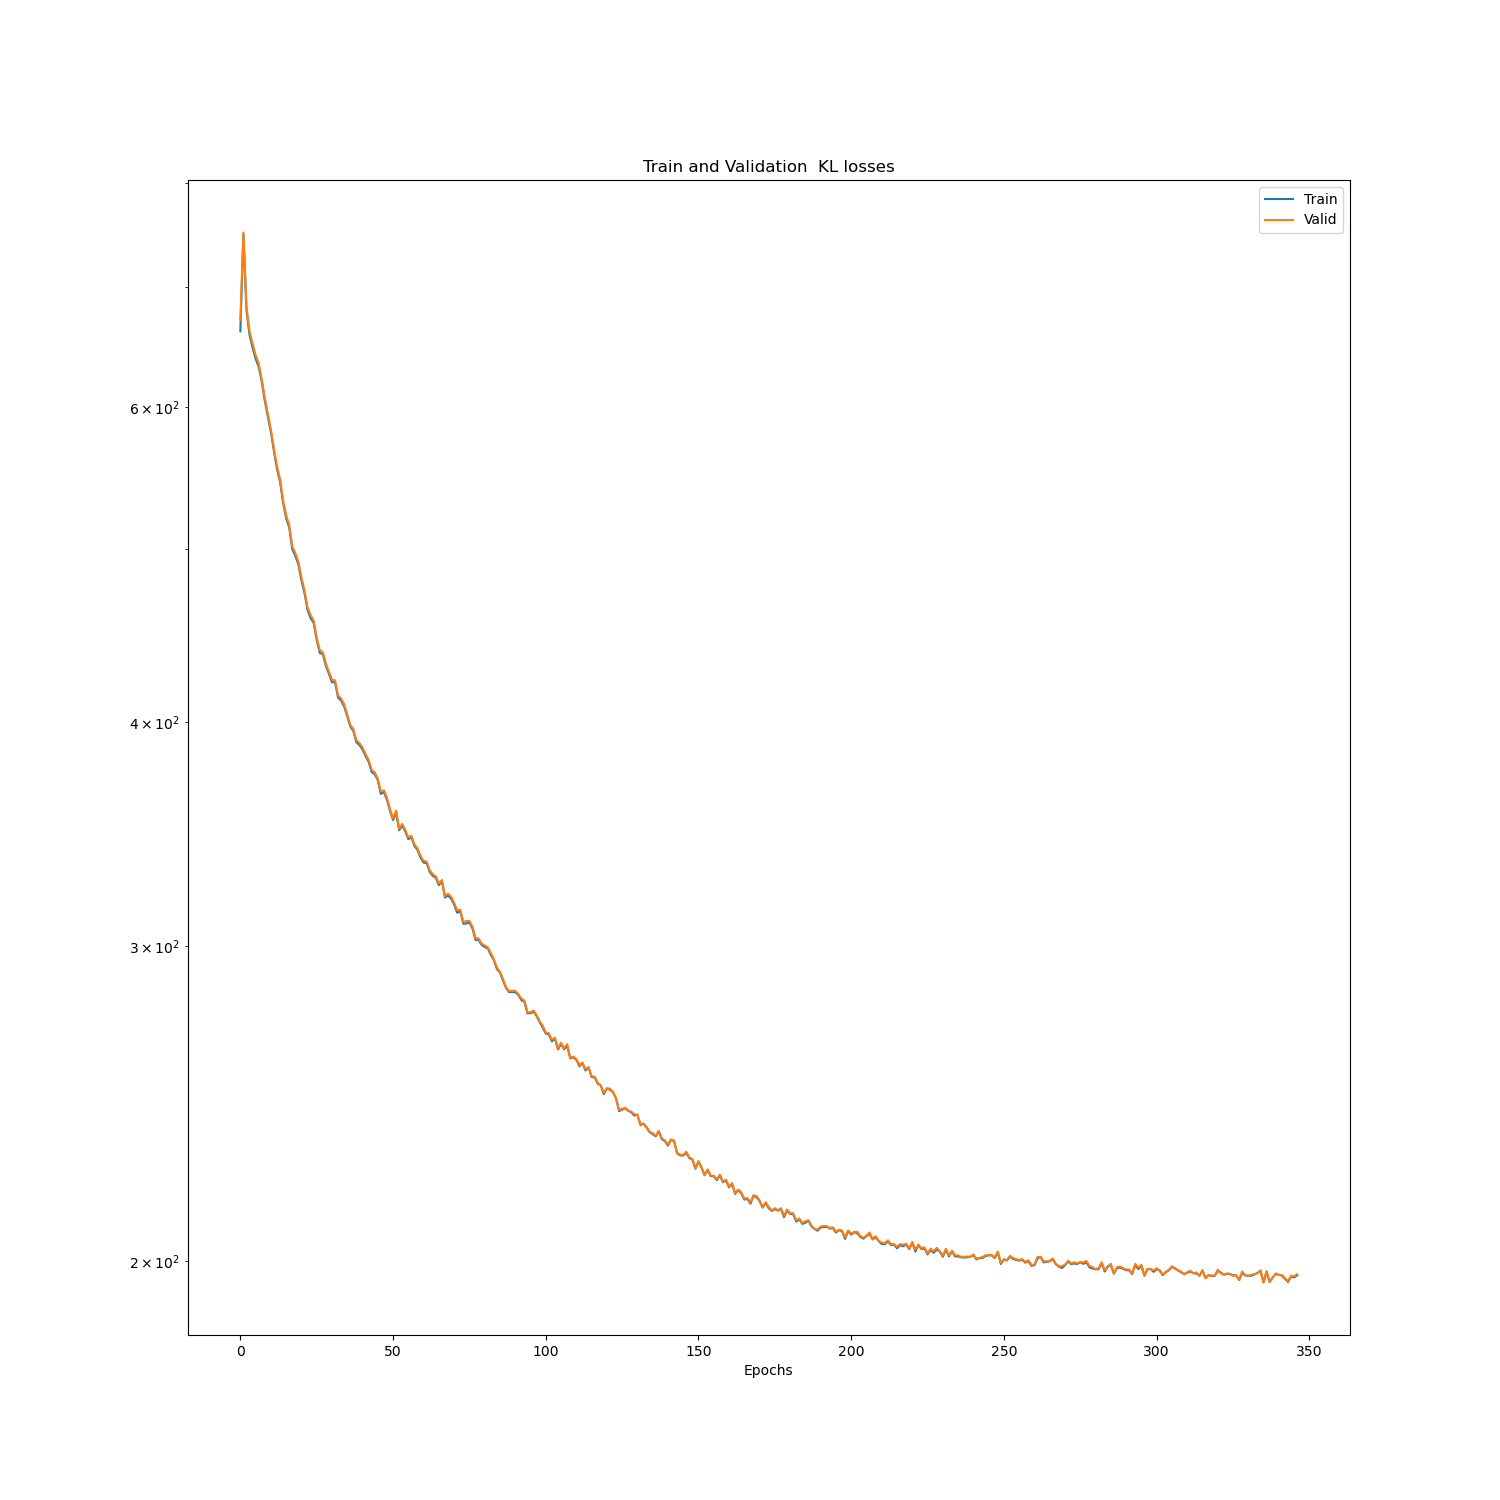 Train and Validation  KL losses
Train
Valid
6 × 10²
4 × 10²
3 × 10²
2 × 10²
0 50 100 150 200 250 300 350
Epochs